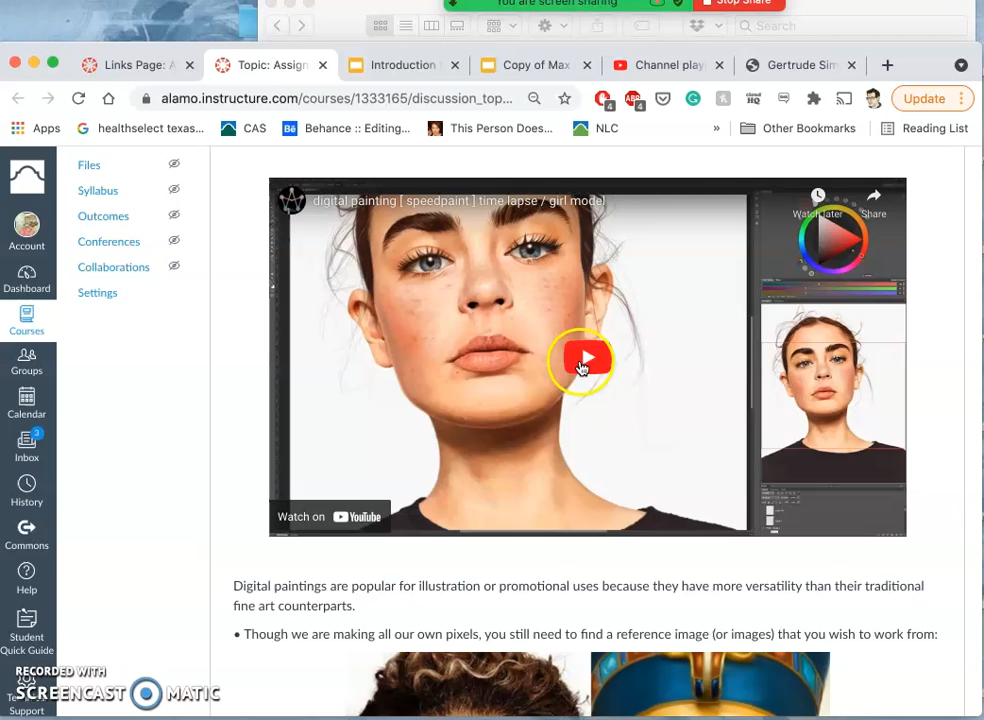 You are screen sharing
Stop Share
Search
Links Page: A
Topic: Assign
Introduction
Copy of Max
Channel play
Gertrude Sim
alamo.instructure.com/courses/1333165/discussion_top...
4
4
cloud
HQ
Update
Apps
healthselect texas...
CAS
Behance :: Editing...
This Person Does...
NLC
»
Other Bookmarks
Reading List
Account
Dashboard
Courses
Groups
Calendar
3
Inbox
History
Commons
Help
Student
Quick Guide
Support
Files
Syllabus
Outcomes
Conferences
Collaborations
Settings
digital painting [ speedpaint ] time lapse / girl model
Watch later
Share
Watch on YouTube
Digital paintings are popular for illustration or promotional uses because they have more versatility than their traditional
fine art counterparts.
• Though we are making all our own pixels, you still need to find a reference image (or images) that you wish to work from:
RECORDED WITH
SCREENCAST MATIC